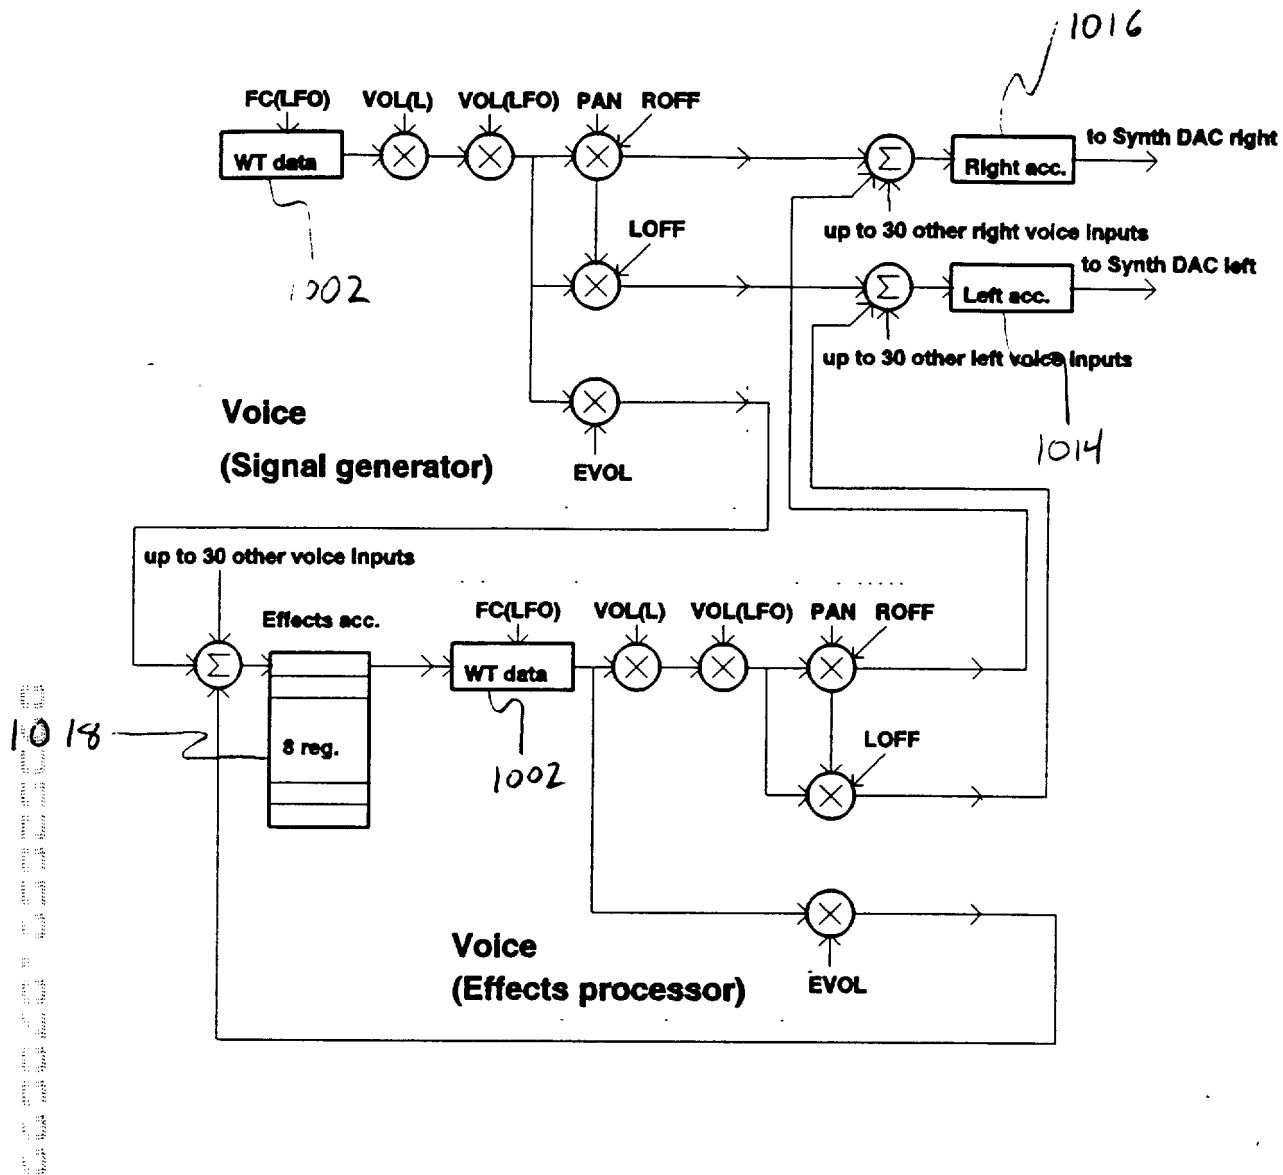 1016
FC(LFO) VOL(L) VOL(LFO) PAN ROFF
WT data
Right acc.
to Synth DAC right
1002
LOFF
up to 30 other right voice inputs
to Synth DAC left
Left acc.
up to 30 other left voice inputs
1014
Voice
(Signal generator)
EVOL
up to 30 other voice inputs
Effects acc.
FC(LFO) VOL(L) VOL(LFO) PAN ROFF
WT data
1018
8 reg.
1002
LOFF
Voice
(Effects processor)
EVOL